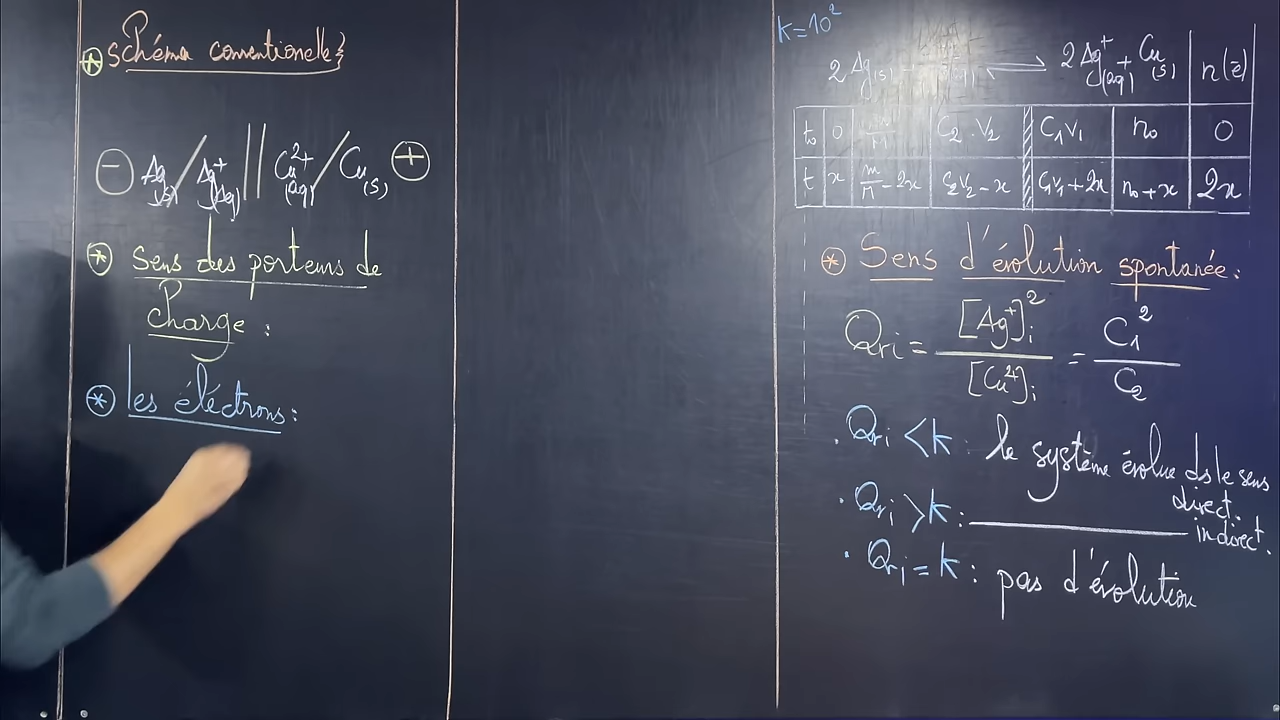 ⊛ schéma conventionelle
⊖ Ag(s) / Ag⁺(aq) || Cu²⁺(aq) / Cu(s) ⊕
⊛ Sens des porteurs de
charge :
⊛ les éléctrons :
k = 10²
2 Ag(s) + ⇌ 2 Ag⁺(aq) + Cu(s) n(ē)
t₀ 0 m/M C₂.V₂ C₁V₁ n₀ 0
t x m/M - 2x C₂V₂ - x C₁V₁ + 2x n₀ + x 2x
⊛ Sens d'évolution spontanée :
Qri = [Ag⁺]i² / [Cu²⁺]i = C₁² / C₂
. Qri < k : le système évolue ds le sens
direct.
. Qri > k : ———— indirect.
. Qri = k : pas d'évolution